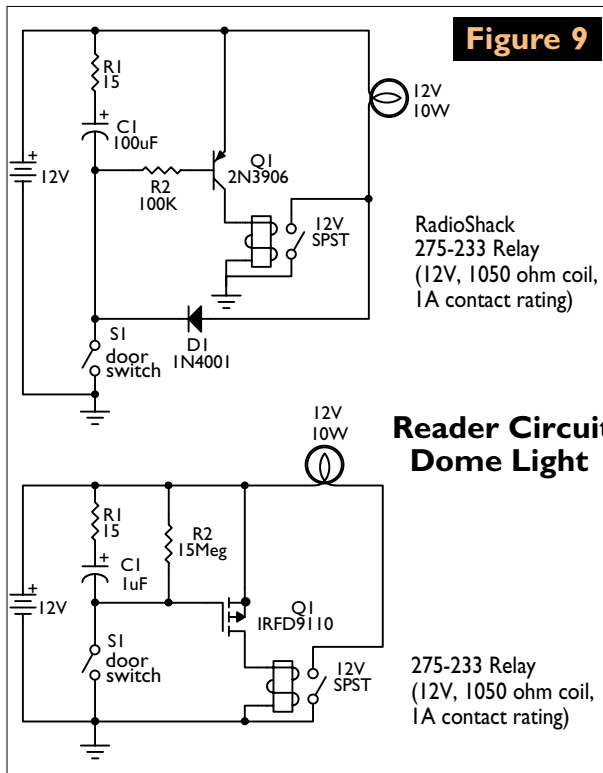 Figure 9
R1
15
12V
10W
+
C1
100uF
+
12V
Q1
2N3906
R2
100K
12V
SPST
RadioShack
275-233 Relay
(12V, 1050 ohm coil,
1A contact rating)
S1
door
switch
D1
1N4001
12V
10W
Reader Circuit
Dome Light
R1
15
R2
15Meg
+
C1
1uF
+
12V
Q1
IRFD9110
S1
door
switch
12V
SPST
275-233 Relay
(12V, 1050 ohm coil,
1A contact rating)